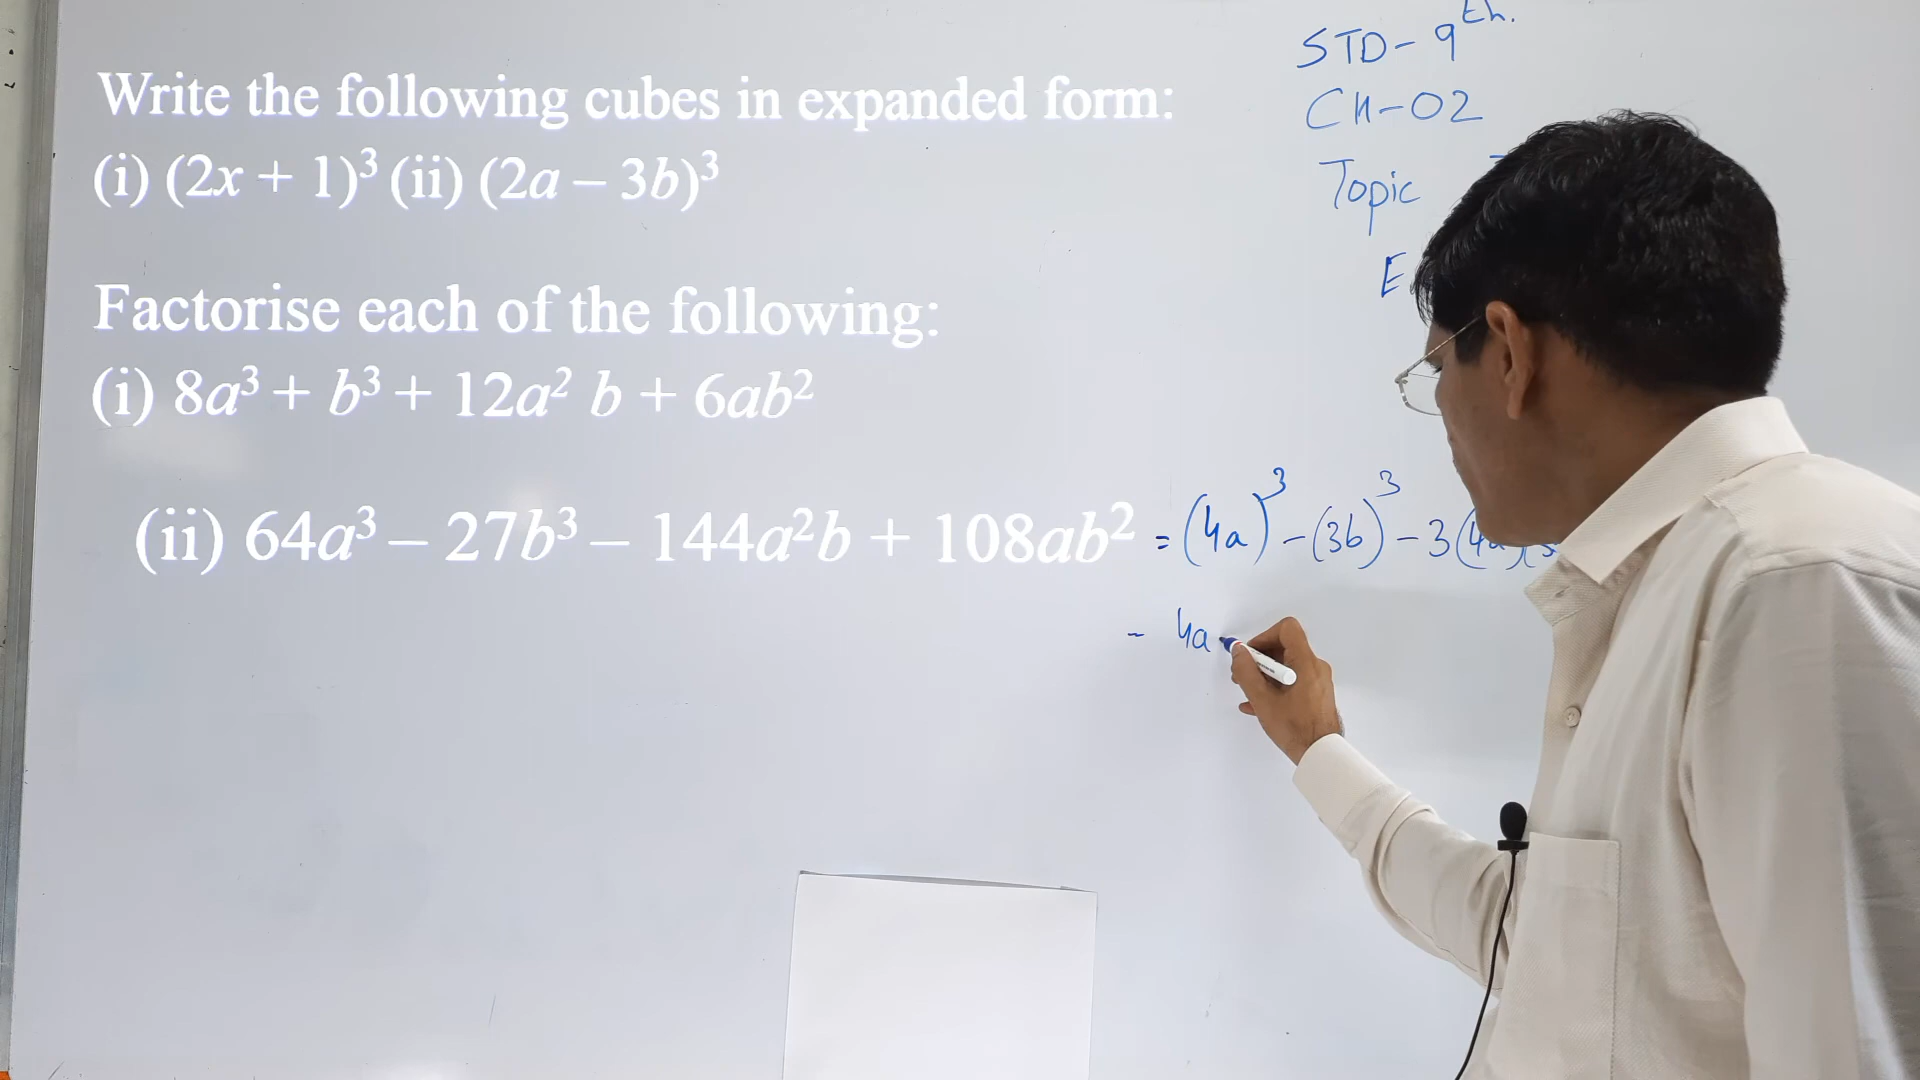 Write the following cubes in expanded form:
(i) (2x + 1)³ (ii) (2a – 3b)³
Factorise each of the following:
(i) 8a³ + b³ + 12a² b + 6ab²
(ii) 64a³ – 27b³ – 144a²b + 108ab² = (4a)³ - (3b)³ - 3(4a)(3
- 4a
STD - 9th.
CH-02
Topic
E